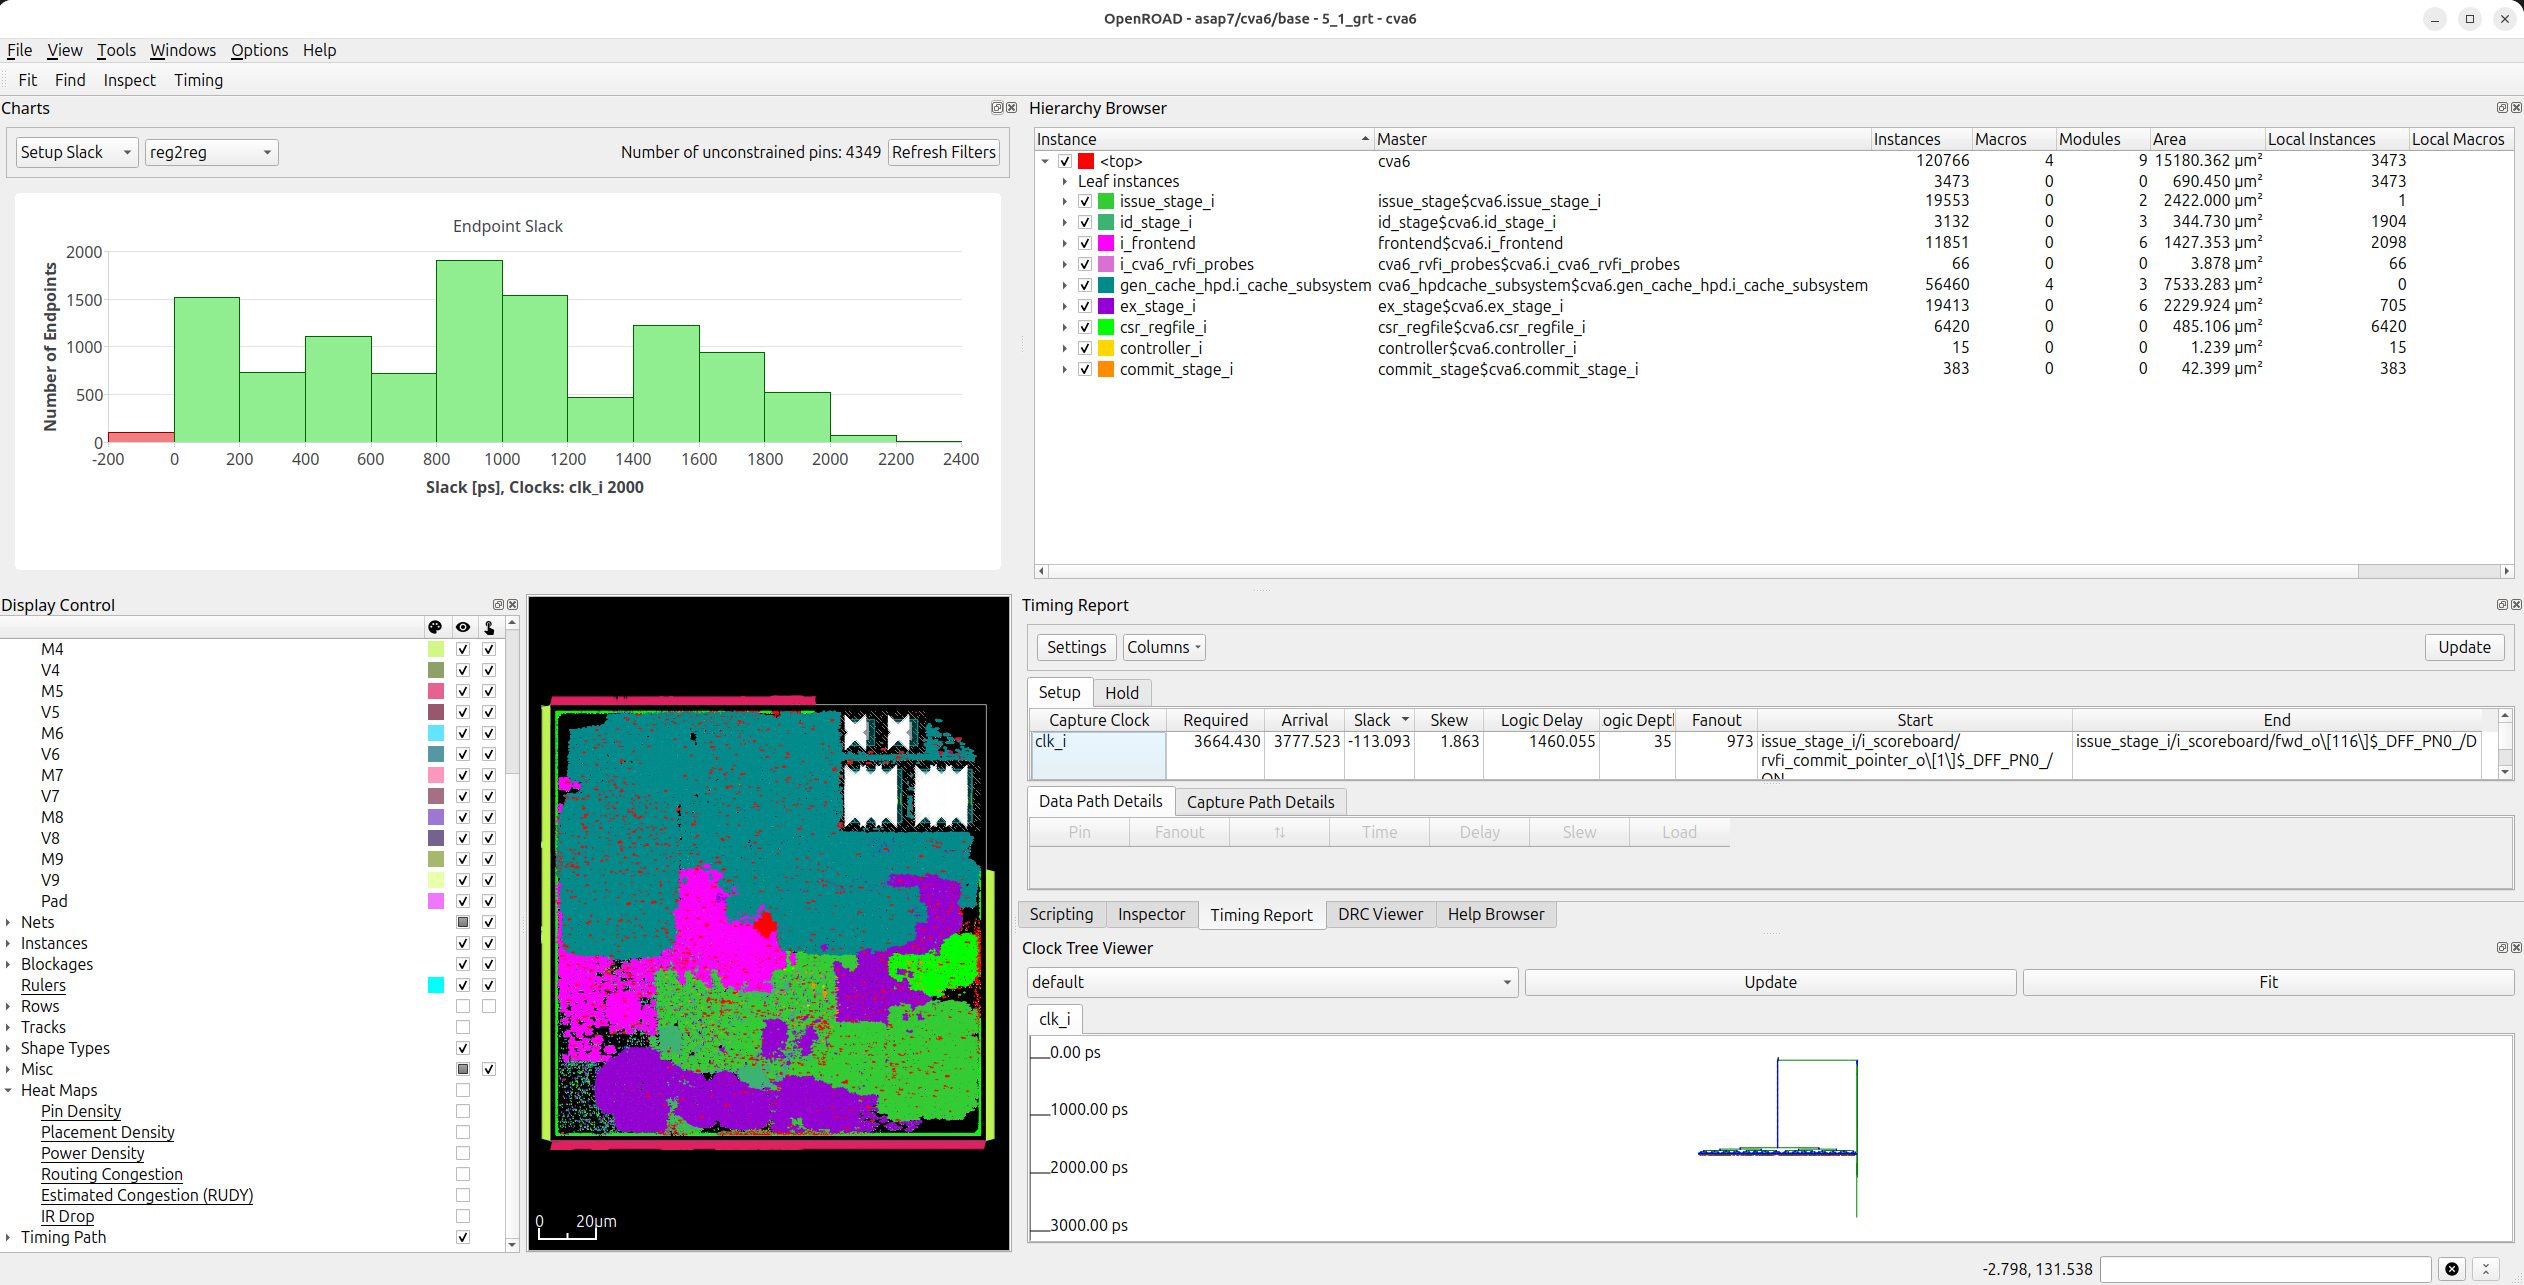 OpenROAD - asap7/cva6/base - 5_1_grt - cva6
File View Tools Windows Options Help
Fit Find Inspect Timing
Charts
Setup Slack reg2reg Number of unconstrained pins: 4349 Refresh Filters
Endpoint Slack
Number of Endpoints
2000
1500
1000
500
0
-200 0 200 400 600 800 1000 1200 1400 1600 1800 2000 2200 2400
Slack [ps], Clocks: clk_i 2000
Hierarchy Browser
Instance Master Instances Macros Modules Area Local Instances Local Macros
<top> cva6 120766 4 9 15180.362 µm² 3473
Leaf instances 3473 0 0 690.450 µm² 3473
issue_stage_i issue_stage$cva6.issue_stage_i 19553 0 2 2422.000 µm² 1
id_stage_i id_stage$cva6.id_stage_i 3132 0 3 344.730 µm² 1904
i_frontend frontend$cva6.i_frontend 11851 0 6 1427.353 µm² 2098
i_cva6_rvfi_probes cva6_rvfi_probes$cva6.i_cva6_rvfi_probes 66 0 0 3.878 µm² 66
gen_cache_hpd.i_cache_subsystem cva6_hpdcache_subsystem$cva6.gen_cache_hpd.i_cache_subsystem 56460 4 3 7533.283 µm² 0
ex_stage_i ex_stage$cva6.ex_stage_i 19413 0 6 2229.924 µm² 705
csr_regfile_i csr_regfile$cva6.csr_regfile_i 6420 0 0 485.106 µm² 6420
controller_i controller$cva6.controller_i 15 0 0 1.239 µm² 15
commit_stage_i commit_stage$cva6.commit_stage_i 383 0 0 42.399 µm² 383
Display Control
M4
V4
M5
V5
M6
V6
M7
V7
M8
V8
M9
V9
Pad
Nets
Instances
Blockages
Rulers
Rows
Tracks
Shape Types
Misc
Heat Maps
Pin Density
Placement Density
Power Density
Routing Congestion
Estimated Congestion (RUDY)
IR Drop
Timing Path
0 20µm
Timing Report
Settings Columns Update
Setup Hold
Capture Clock Required Arrival Slack Skew Logic Delay ogic Dept Fanout Start End
clk_i 3664.430 3777.523 -113.093 1.863 1460.055 35 973 issue_stage_i/i_scoreboard/ issue_stage_i/i_scoreboard/fwd_o\[116\]$_DFF_PN0_/D
rvfi_commit_pointer_o\[1\]$_DFF_PN0_/
QN
Data Path Details Capture Path Details
Pin Fanout ⇅ Time Delay Slew Load
Scripting Inspector Timing Report DRC Viewer Help Browser
Clock Tree Viewer
default Update Fit
clk_i
0.00 ps
1000.00 ps
2000.00 ps
3000.00 ps
-2.798, 131.538